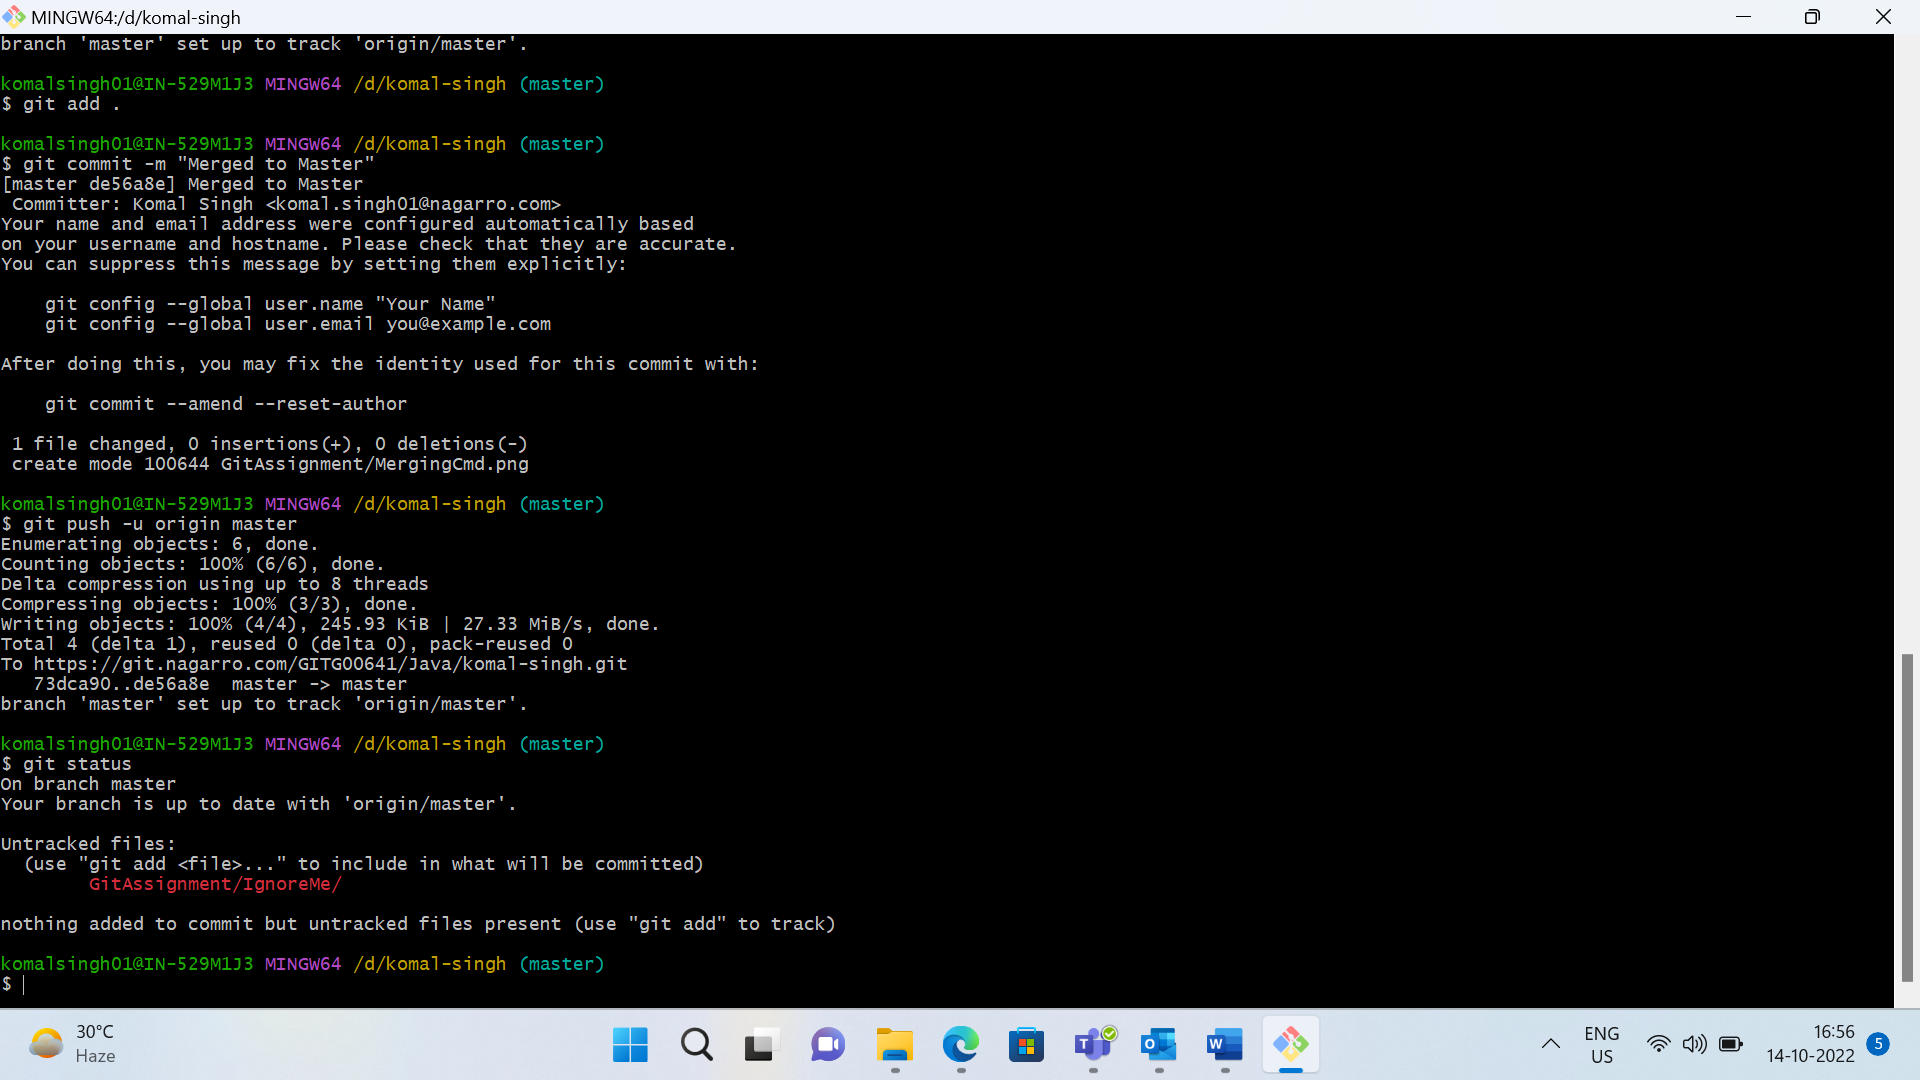 MINGW64:/d/komal-singh
branch 'master' set up to track 'origin/master'.
komalsingh01@IN-529M1J3 MINGW64 /d/komal-singh (master)
$ git add .
komalsingh01@IN-529M1J3 MINGW64 /d/komal-singh (master)
$ git commit -m "Merged to Master"
[master de56a8e] Merged to Master
 Committer: Komal Singh <komal.singh01@nagarro.com>
Your name and email address were configured automatically based
on your username and hostname. Please check that they are accurate.
You can suppress this message by setting them explicitly:
    git config --global user.name "Your Name"
    git config --global user.email you@example.com
After doing this, you may fix the identity used for this commit with:
    git commit --amend --reset-author
 1 file changed, 0 insertions(+), 0 deletions(-)
 create mode 100644 GitAssignment/MergingCmd.png
komalsingh01@IN-529M1J3 MINGW64 /d/komal-singh (master)
$ git push -u origin master
Enumerating objects: 6, done.
Counting objects: 100% (6/6), done.
Delta compression using up to 8 threads
Compressing objects: 100% (3/3), done.
Writing objects: 100% (4/4), 245.93 KiB | 27.33 MiB/s, done.
Total 4 (delta 1), reused 0 (delta 0), pack-reused 0
To https://git.nagarro.com/GITG00641/Java/komal-singh.git
   73dca90..de56a8e  master -> master
branch 'master' set up to track 'origin/master'.
komalsingh01@IN-529M1J3 MINGW64 /d/komal-singh (master)
$ git status
On branch master
Your branch is up to date with 'origin/master'.
Untracked files:
  (use "git add <file>..." to include in what will be committed)
        GitAssignment/IgnoreMe/
nothing added to commit but untracked files present (use "git add" to track)
komalsingh01@IN-529M1J3 MINGW64 /d/komal-singh (master)
$
30°C
Haze
ENG
US
16:56
14-10-2022
5